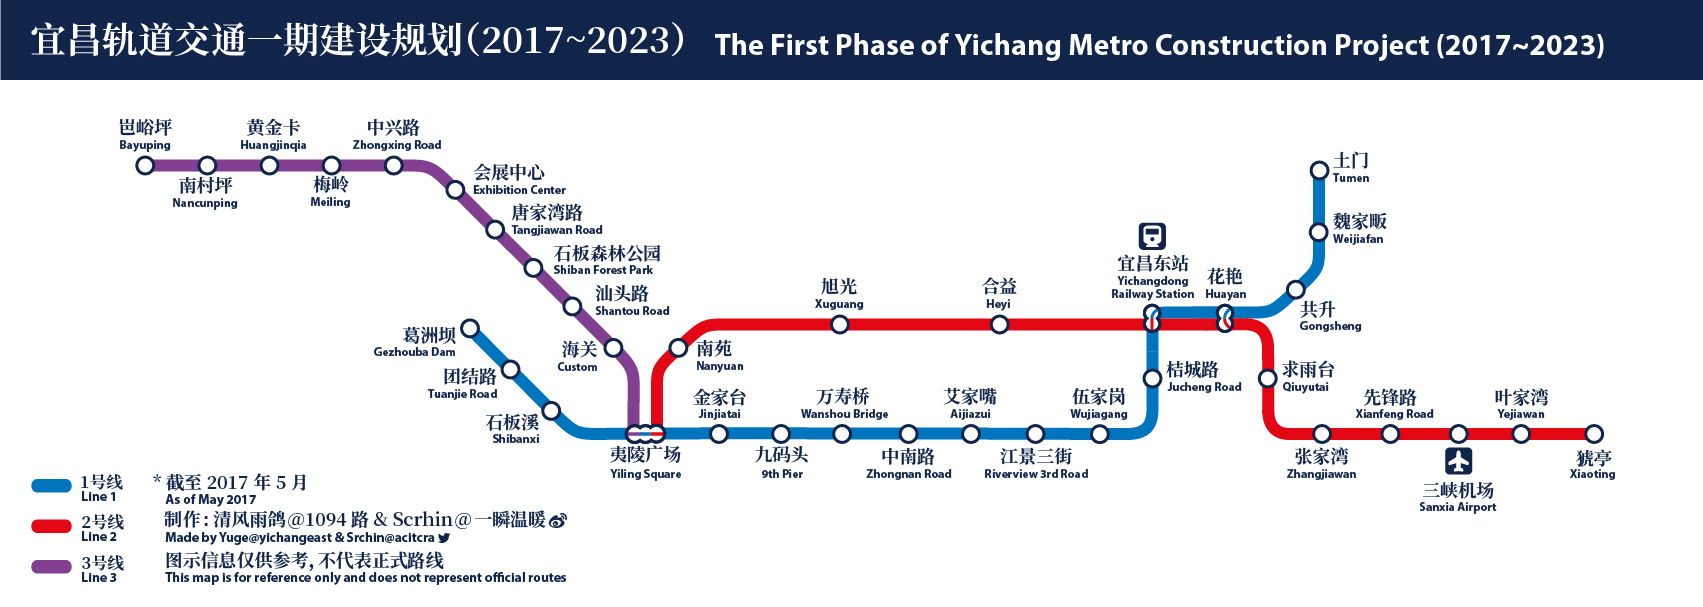 宜昌轨道交通一期建设规划(2017~2023)
The First Phase of Yichang Metro Construction Project (2017~2023)
岜峪坪
Bayuping
南村坪
Nancunping
黄金卡
Huangjinqia
梅岭
Meiling
中兴路
Zhongxing Road
会展中心
Exhibition Center
唐家湾路
Tangjiawan Road
石板森林公园
Shiban Forest Park
汕头路
Shantou Road
海关
Custom
葛洲坝
Gezhouba Dam
团结路
Tuanjie Road
石板溪
Shibanxi
夷陵广场
Yiling Square
南苑
Nanyuan
旭光
Xuguang
合益
Heyi
宜昌东站
Yichangdong
Railway Station
花艳
Huayan
土门
Tumen
魏家畈
Weijiafan
共升
Gongsheng
桔城路
Jucheng Road
求雨台
Qiuyutai
金家台
Jinjiatai
九码头
9th Pier
万寿桥
Wanshou Bridge
中南路
Zhongnan Road
艾家嘴
Aijiazui
江景三街
Riverview 3rd Road
伍家岗
Wujiagang
张家湾
Zhangjiawan
先锋路
Xianfeng Road
三峡机场
Sanxia Airport
叶家湾
Yejiawan
猇亭
Xiaoting
1号线
Line 1
2号线
Line 2
3号线
Line 3
* 截至 2017 年 5 月
As of May 2017
制作 : 清风雨鸽@1094 路 & Scrhin@一瞬温暖
Made by Yuge@yichangeast & Srchin@acitcra
图示信息仅供参考, 不代表正式路线
This map is for reference only and does not represent official routes